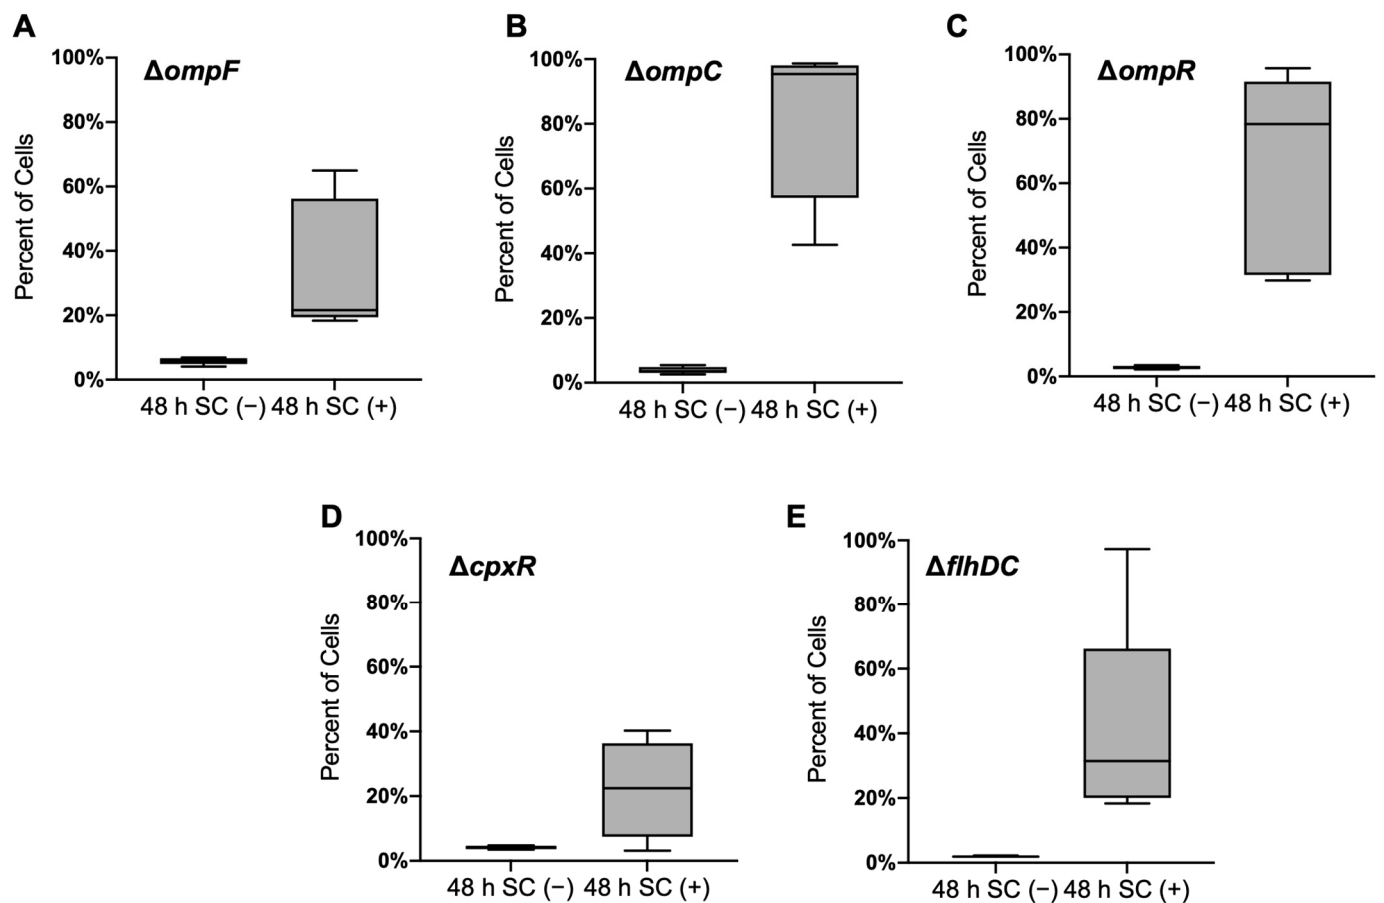 A
ΔompF
Percent of Cells
100%
80%
60%
40%
20%
0%
48 h SC (−) 48 h SC (+)
B
ΔompC
Percent of Cells
100%
80%
60%
40%
20%
0%
48 h SC (−) 48 h SC (+)
C
ΔompR
Percent of Cells
100%
80%
60%
40%
20%
0%
48 h SC (−) 48 h SC (+)
D
ΔcpxR
Percent of Cells
100%
80%
60%
40%
20%
0%
48 h SC (−) 48 h SC (+)
E
ΔflhDC
Percent of Cells
100%
80%
60%
40%
20%
0%
48 h SC (−) 48 h SC (+)